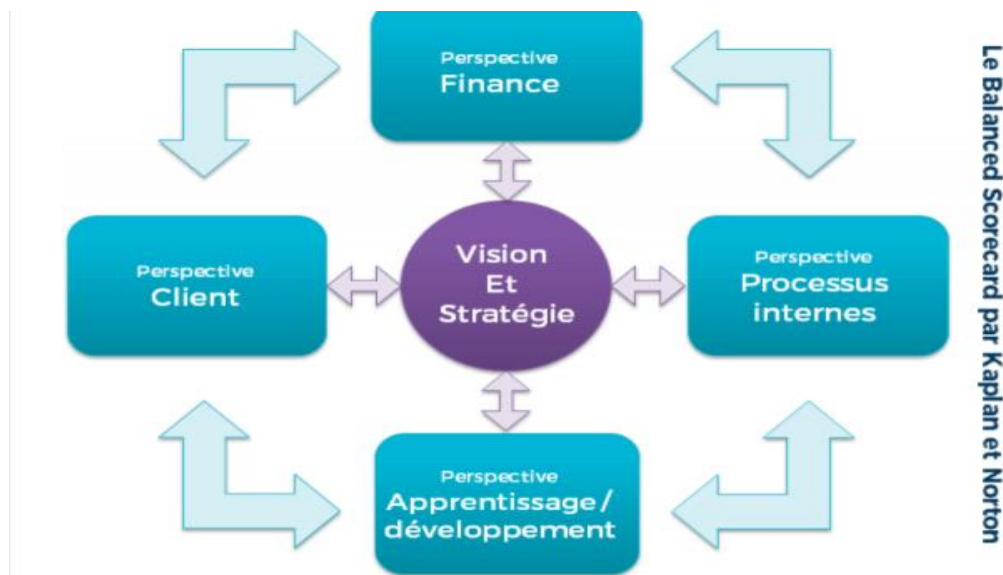 Perspective
Finance
Perspective
Client
Vision
Et
Stratégie
Perspective
Processus
internes
Perspective
Apprentissage/
développement
Le Balanced Scorecard par Kaplan et Norton